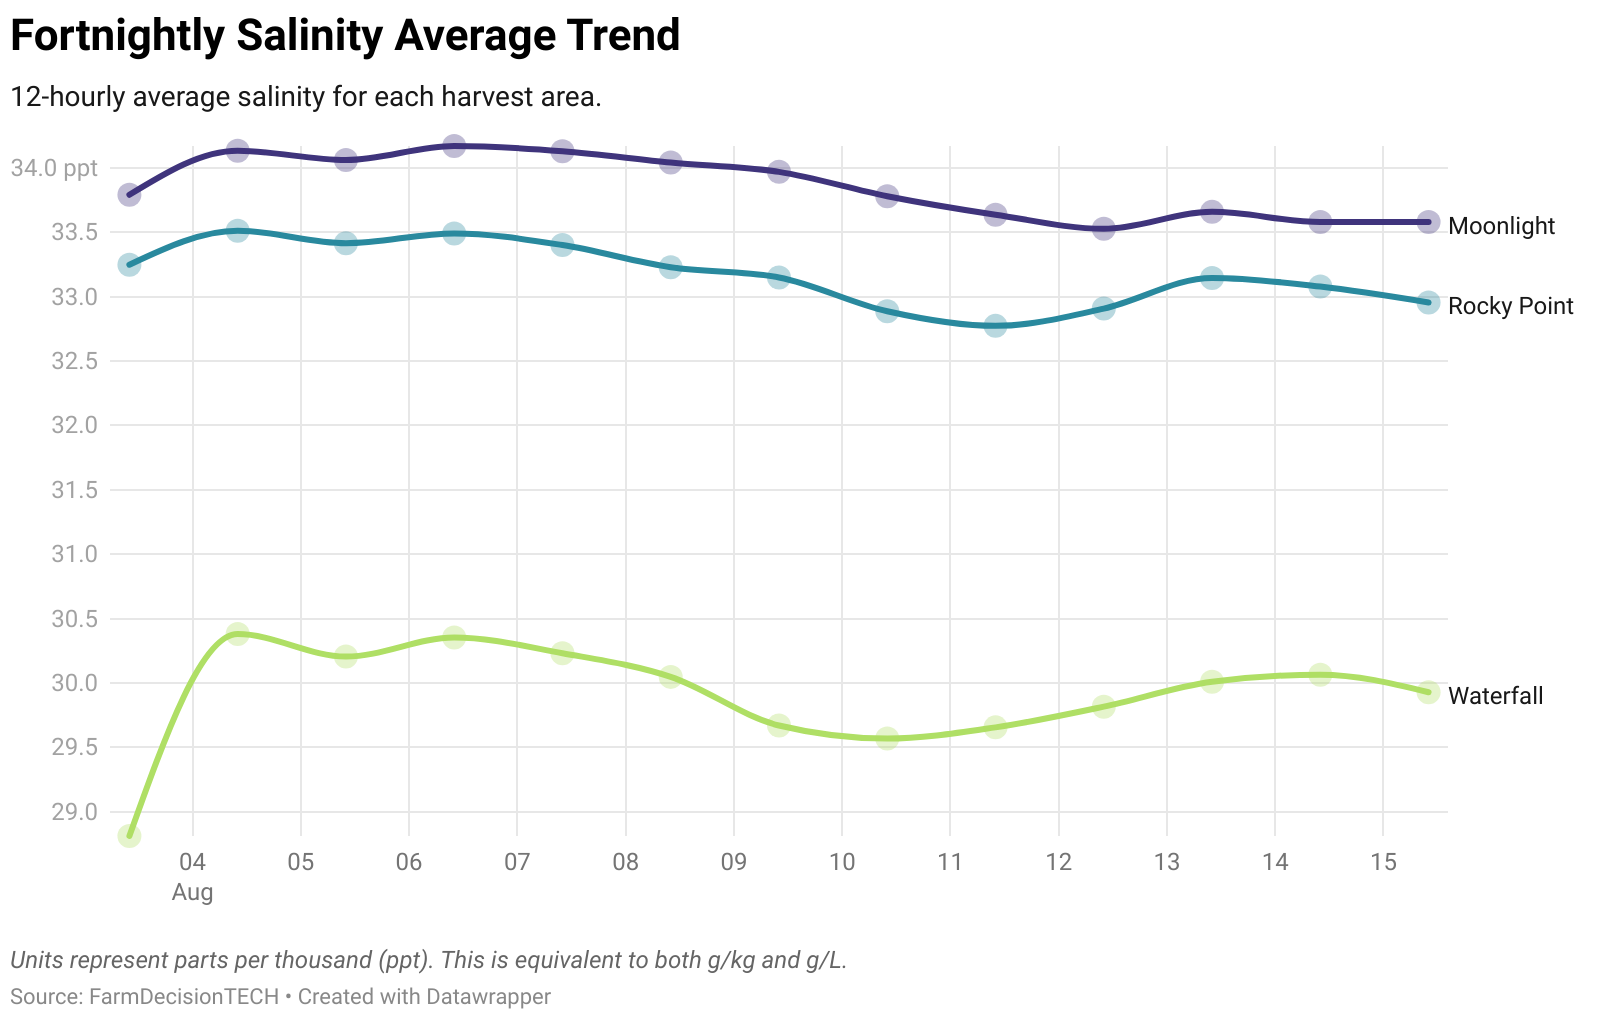 Fortnightly Salinity Average Trend
12-hourly average salinity for each harvest area.
34.0 ppt
33.5
33.0
32.5
32.0
31.5
31.0
30.5
30.0
29.5
29.0
Moonlight
Rocky Point
Waterfall
04 05 06 07 08 09 10 11 12 13 14 15
Aug
Units represent parts per thousand (ppt). This is equivalent to both g/kg and g/L.
Source: FarmDecisionTECH • Created with Datawrapper